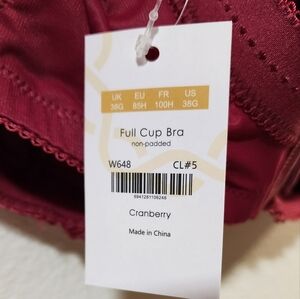 UK EU FR US
38G 85H 100H 38G
Full Cup Bra
non-padded
W648 CL#5
Cranberry
Made in China